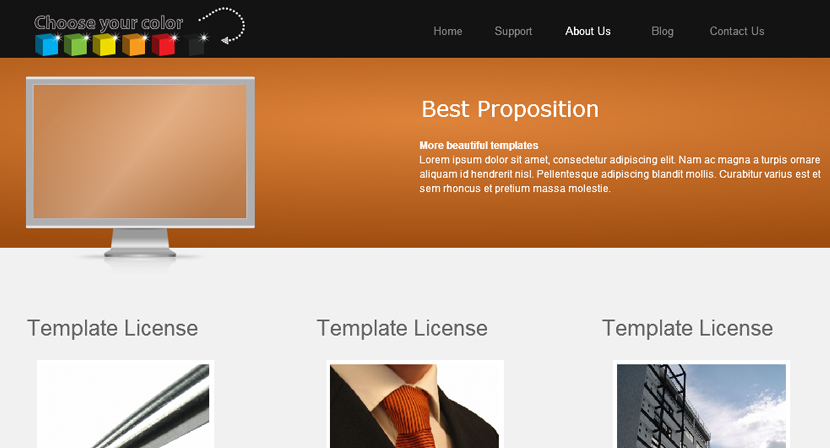 Choose your color
Home Support About Us Blog Contact Us
Best Proposition
More beautiful templates
Lorem ipsum dolor sit amet, consectetur adipiscing elit. Nam ac magna a turpis ornare
aliquam id hendrerit nisl. Pellentesque adipiscing blandit mollis. Curabitur varius est et
sem rhoncus et pretium massa molestie.
Template License Template License Template License